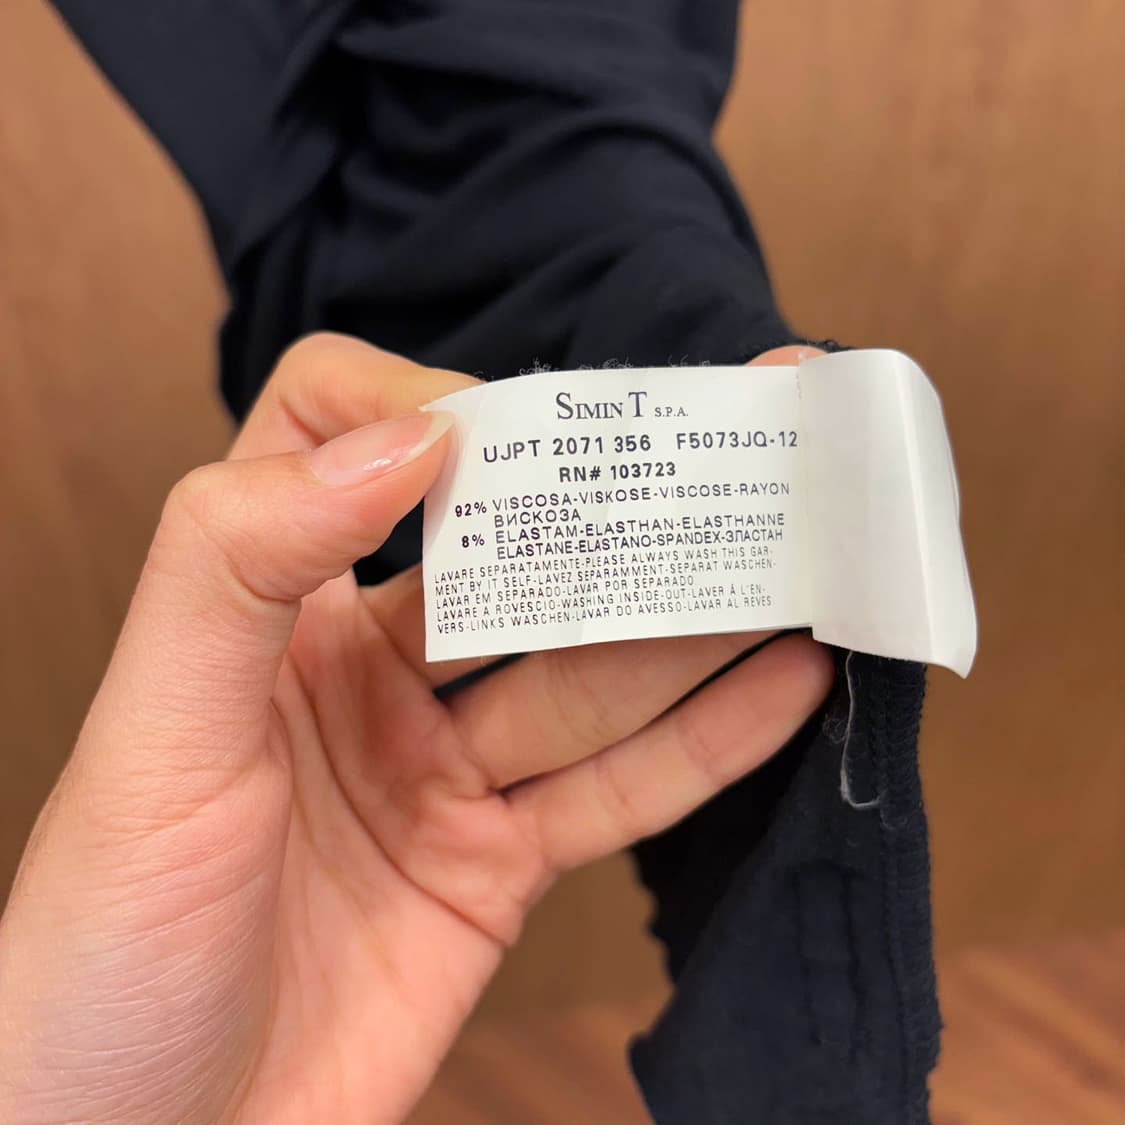 SIMIN T S.P.A.
UJPT 2071 356 F5073JQ-12
RN# 103723
92% VISCOSA-VISKOSE-VISCOSE-RAYON
ВИСКОЗА
8% ELASTAM-ELASTHAN-ELASTHANNE
ELASTANE-ELASTANO-SPANDEX-ЭЛАСТАН
LAVARE SEPARATAMENTE-PLEASE ALWAYS WASH THIS GAR-
MENT BY IT SELF-LAVEZ SEPARAMMENT-SEPARAT WASCHEN-
LAVAR EM SEPARADO-LAVAR POR SEPARADO
LAVARE A ROVESCIO-WASHING INSIDE-OUT-LAVER À L'EN-
VERS-LINKS WASCHEN-LAVAR DO AVESSO-LAVAR AL REVES